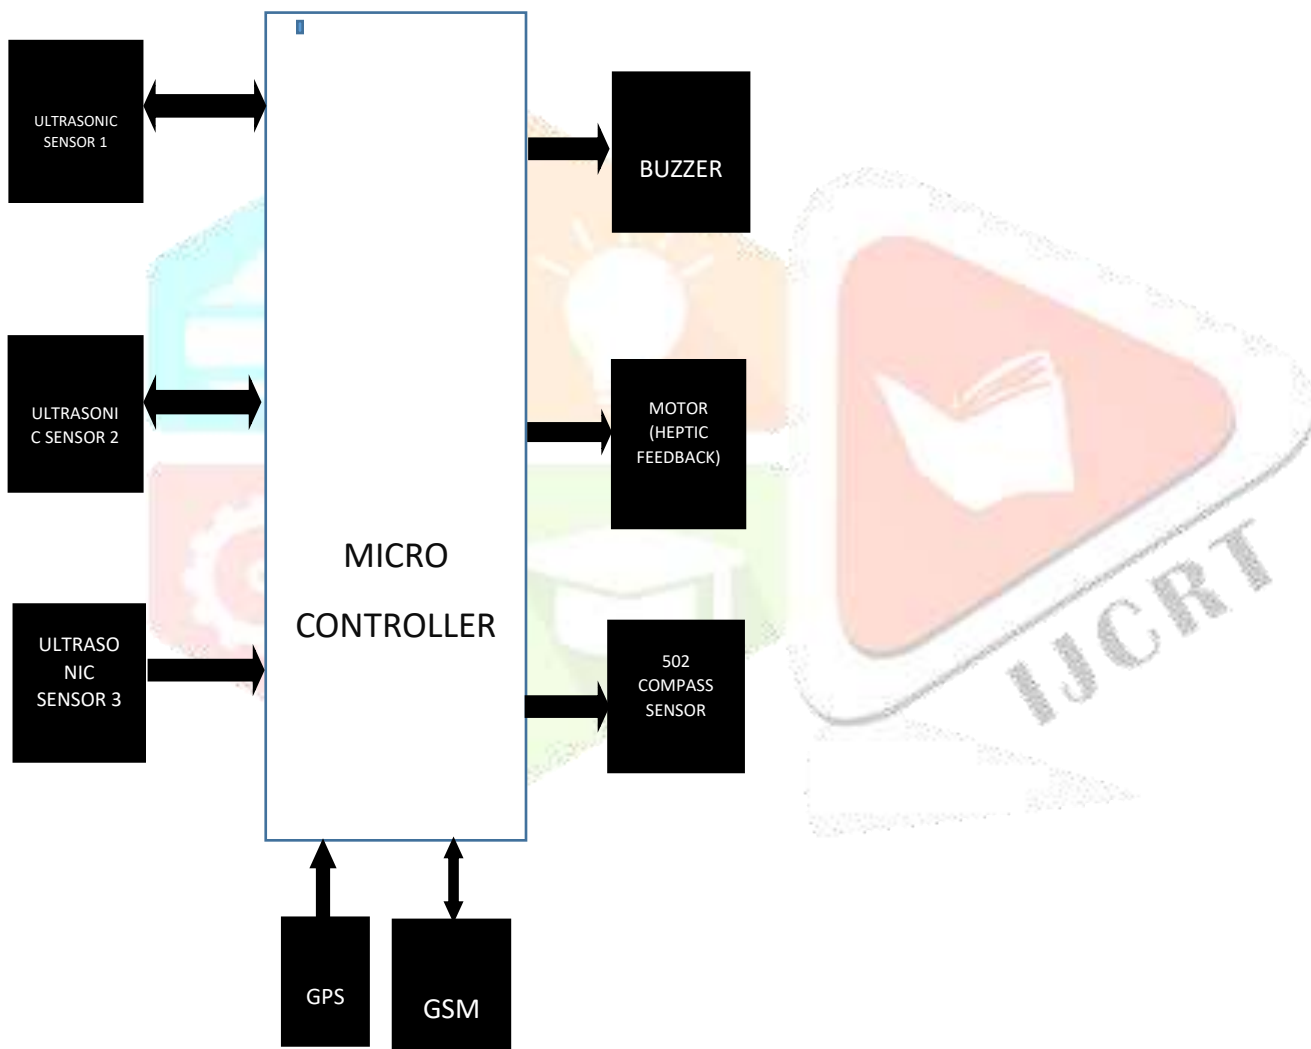 ULTRASONIC
SENSOR 1
BUZZER
ULTRASONI
C SENSOR 2
MOTOR
(HEPTIC
FEEDBACK)
MICRO
CONTROLLER
ULTRASO
NIC
SENSOR 3
502
COMPASS
SENSOR
IJCRT
GPS
GSM